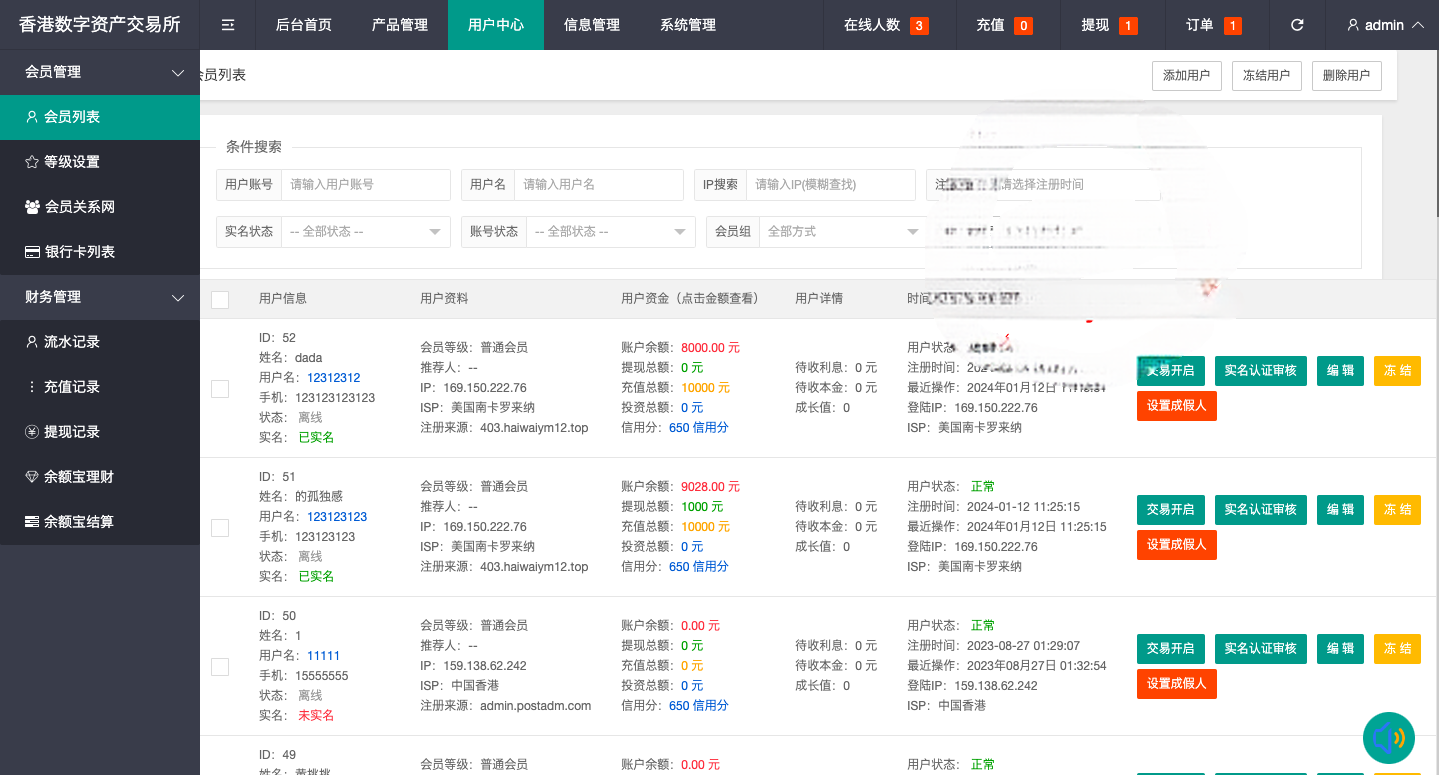 香港数字资产交易所 后台首页 产品管理 用户中心 信息管理 系统管理 在线人数 3 充值 0 提现 1 订单 1 admin
会员管理
会员列表
等级设置
会员关系网
银行卡列表
财务管理
流水记录
充值记录
提现记录
余额宝理财
余额宝结算
会员列表 添加用户 冻结用户 删除用户
条件搜索
用户账号 请输入用户账号 用户名 请输入用户名 IP搜索 请输入IP(模糊查找) 请选择注册时间
实名状态 -- 全部状态 -- 账号状态 -- 全部状态 -- 会员组 全部方式
用户信息 用户资料 用户资金（点击金额查看） 用户详情 时间
ID：52
姓名：dada
用户名：12312312
手机：123123123123
状态： 离线
实名： 已实名
会员等级：普通会员
推荐人：--
IP：169.150.222.76
ISP：美国南卡罗来纳
注册来源：403.haiwaiym12.top
账户余额：8000.00 元
提现总额：0 元
充值总额：10000 元
投资总额：0 元
信用分：650 信用分
待收利息：0 元
待收本金：0 元
成长值：0
用户状态
注册时间：
最近操作：2024年01月12日
登陆IP：169.150.222.76
ISP：美国南卡罗来纳
交易开启 实名认证审核 编 辑 冻 结
设置成假人
ID：51
姓名：的孤独感
用户名：123123123
手机：123123123
状态： 离线
实名： 已实名
会员等级：普通会员
推荐人：--
IP：169.150.222.76
ISP：美国南卡罗来纳
注册来源：403.haiwaiym12.top
账户余额：9028.00 元
提现总额：1000 元
充值总额：10000 元
投资总额：0 元
信用分：650 信用分
待收利息：0 元
待收本金：0 元
成长值：0
用户状态： 正常
注册时间：2024-01-12 11:25:15
最近操作：2024年01月12日 11:25:15
登陆IP：169.150.222.76
ISP：美国南卡罗来纳
交易开启 实名认证审核 编 辑 冻 结
设置成假人
ID：50
姓名：1
用户名：11111
手机：15555555
状态： 离线
实名： 未实名
会员等级：普通会员
推荐人：--
IP：159.138.62.242
ISP：中国香港
注册来源：admin.postadm.com
账户余额：0.00 元
提现总额：0 元
充值总额：0 元
投资总额：0 元
信用分：650 信用分
待收利息：0 元
待收本金：0 元
成长值：0
用户状态： 正常
注册时间：2023-08-27 01:29:07
最近操作：2023年08月27日 01:32:54
登陆IP：159.138.62.242
ISP：中国香港
交易开启 实名认证审核 编 辑 冻 结
设置成假人
ID：49
会员等级：普通会员
账户余额：0.00 元
用户状态： 正常